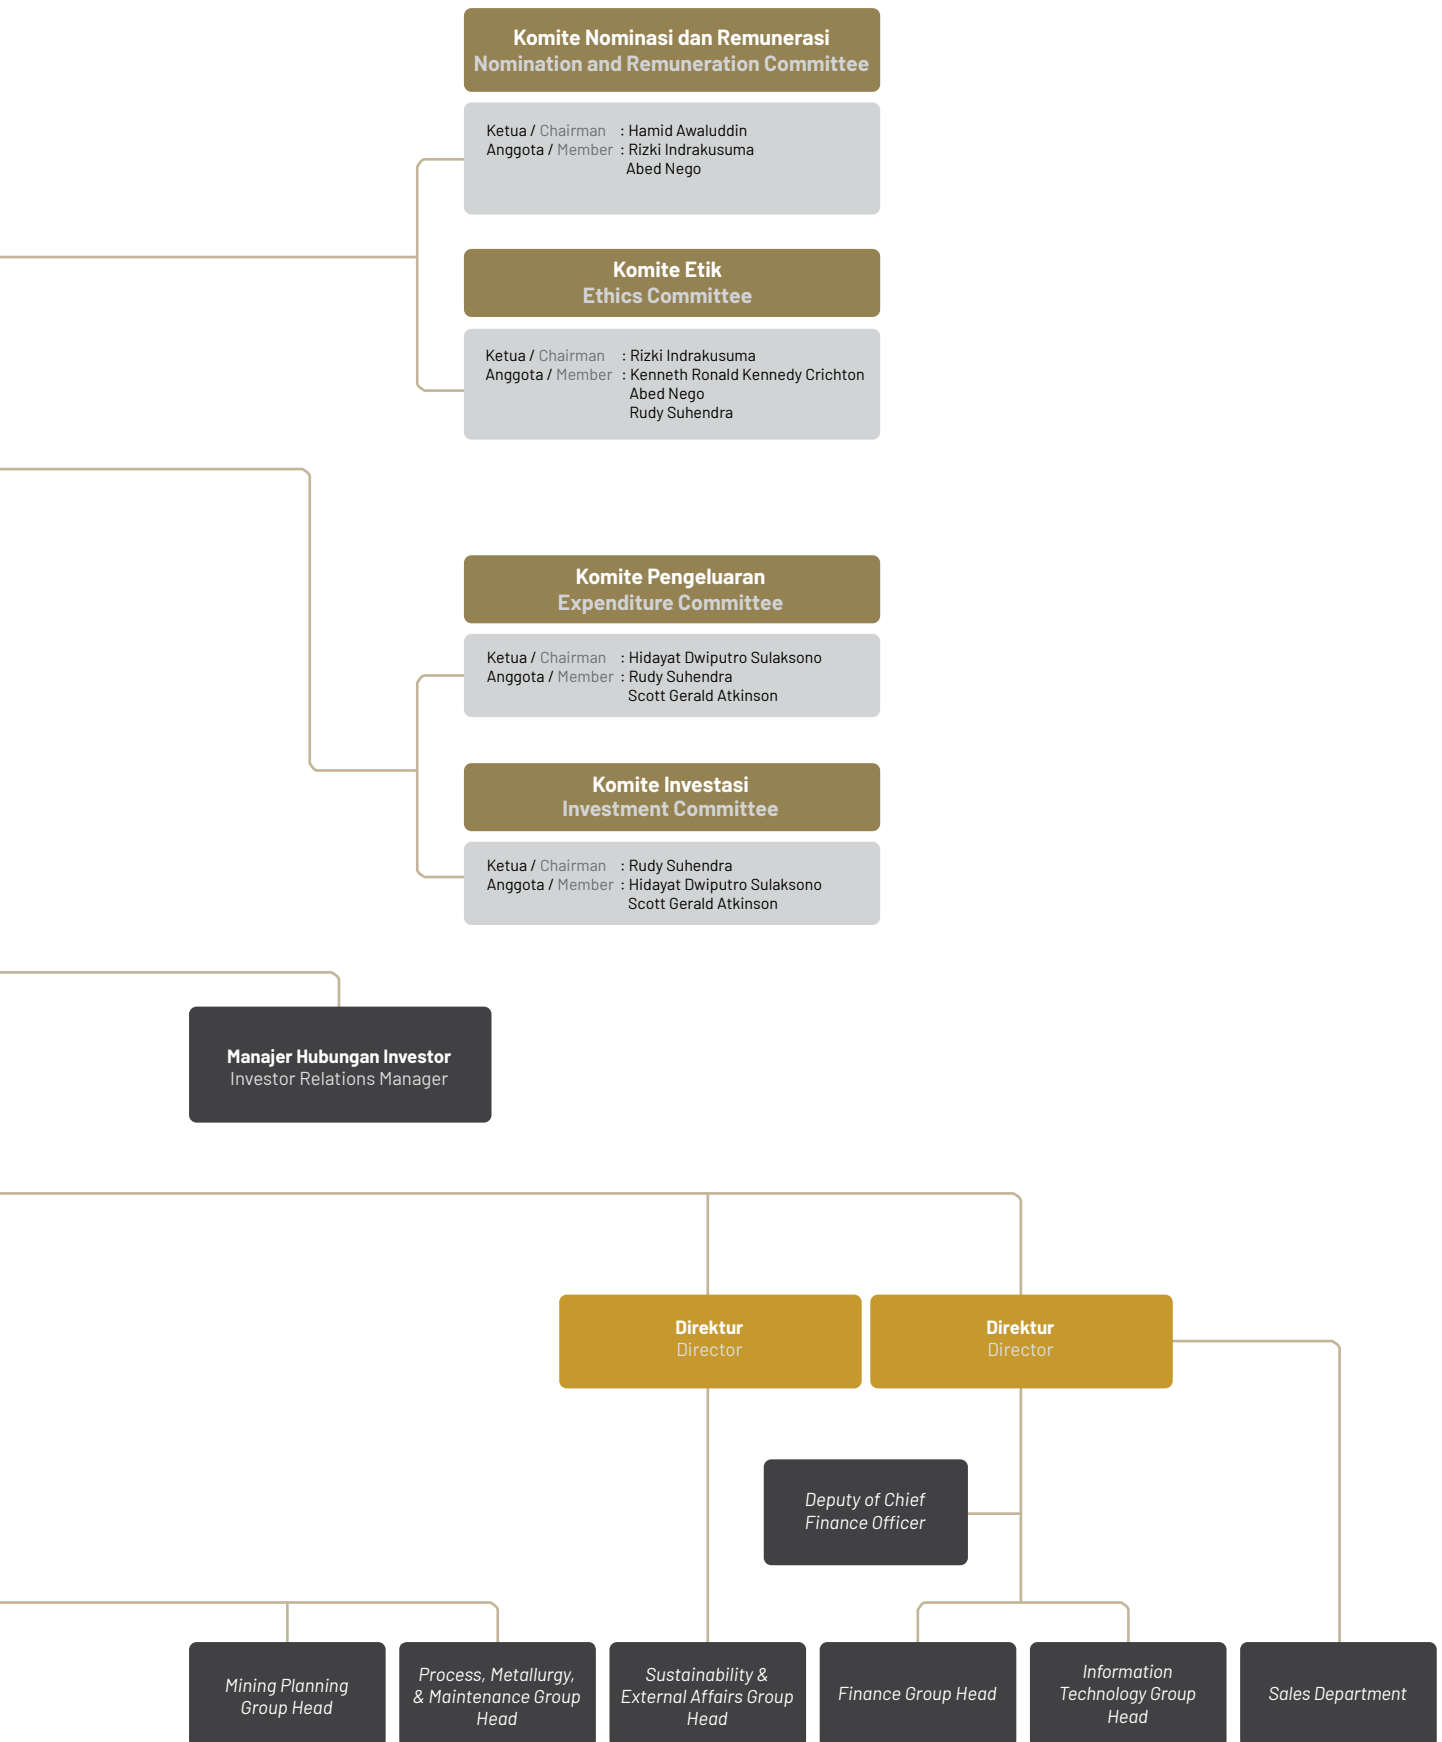 Komite Nominasi dan Remunerasi
Nomination and Remuneration Committee
Ketua / Chairman : Hamid Awaluddin
Anggota / Member : Rizki Indrakusuma
Abed Nego
Komite Etik
Ethics Committee
Ketua / Chairman : Rizki Indrakusuma
Anggota / Member : Kenneth Ronald Kennedy Crichton
Abed Nego
Rudy Suhendra
Komite Pengeluaran
Expenditure Committee
Ketua / Chairman : Hidayat Dwiputro Sulaksono
Anggota / Member : Rudy Suhendra
Scott Gerald Atkinson
Komite Investasi
Investment Committee
Ketua / Chairman : Rudy Suhendra
Anggota / Member : Hidayat Dwiputro Sulaksono
Scott Gerald Atkinson
Manajer Hubungan Investor
Investor Relations Manager
Direktur
Director
Direktur
Director
Deputy of Chief
Finance Officer
Mining Planning
Group Head
Process, Metallurgy,
& Maintenance Group
Head
Sustainability &
External Affairs Group
Head
Finance Group Head
Information
Technology Group
Head
Sales Department